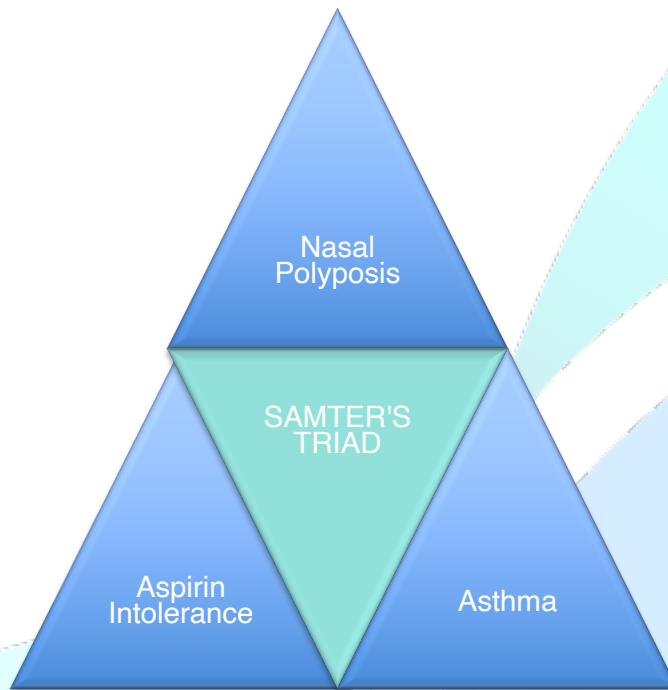 Nasal
Polyposis
SAMTER'S
TRIAD
Aspirin
Intolerance
Asthma